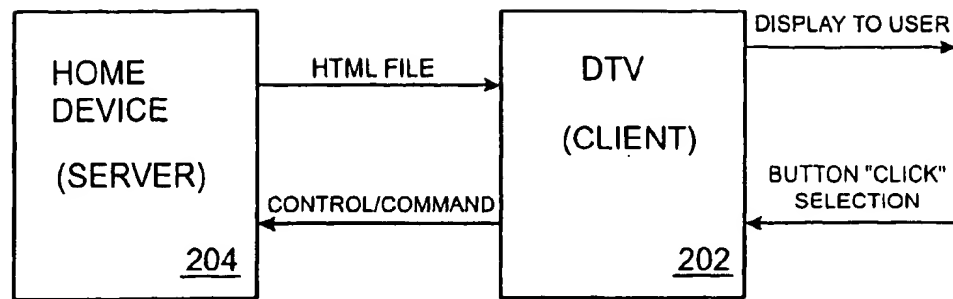 HOME
DEVICE
(SERVER)
204
HTML FILE
CONTROL/COMMAND
DTV
(CLIENT)
202
DISPLAY TO USER
BUTTON "CLICK"
SELECTION